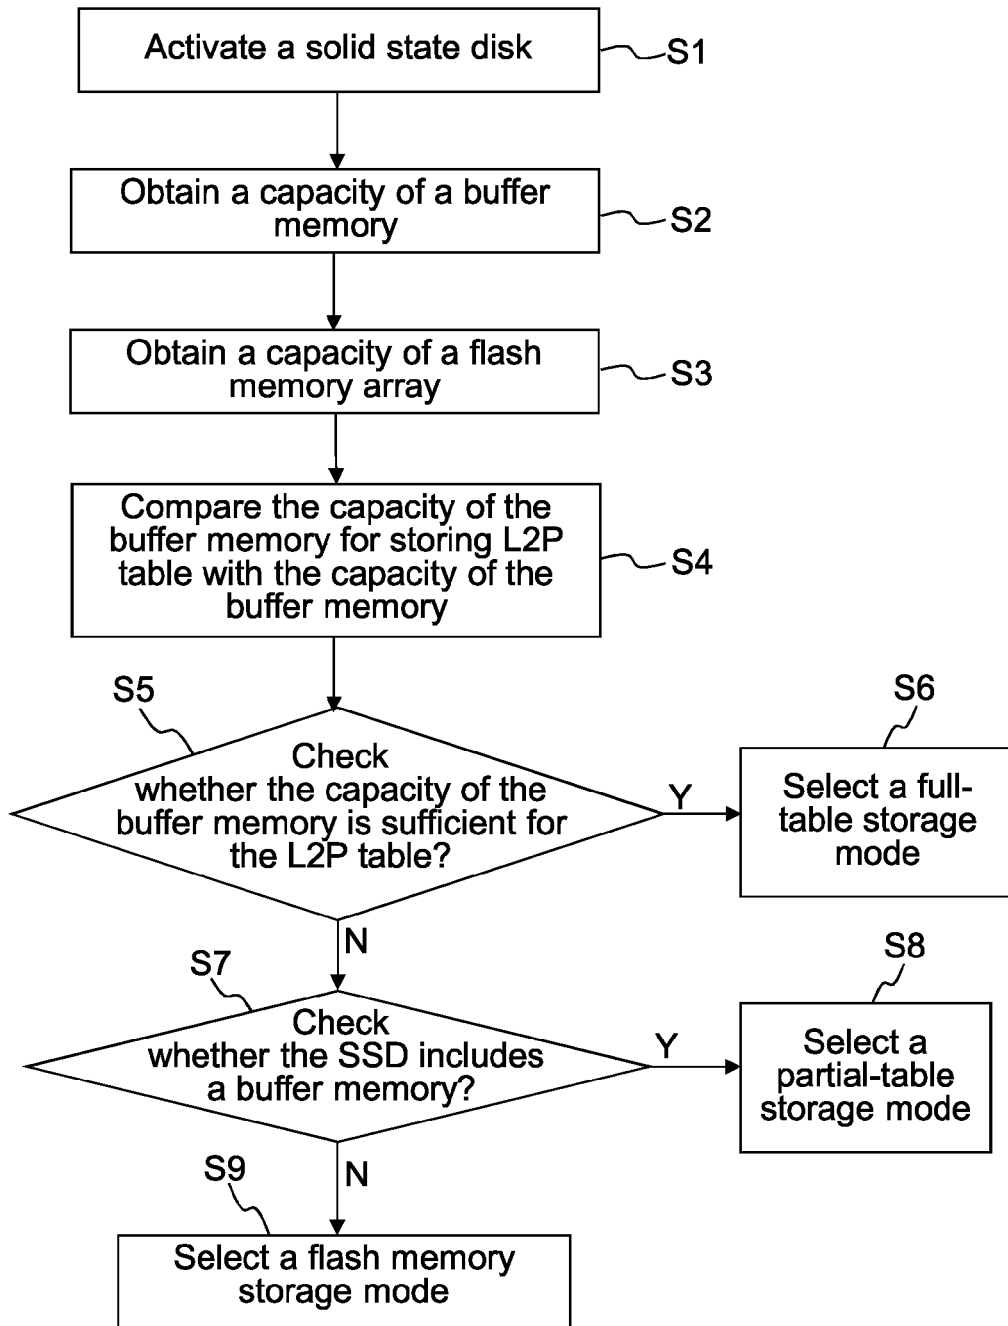 Activate a solid state disk
S1
Obtain a capacity of a buffer
memory
S2
Obtain a capacity of a flash
memory array
S3
Compare the capacity of the
buffer memory for storing L2P
table with the capacity of the
buffer memory
S4
S5
Check
whether the capacity of the
buffer memory is sufficient for
the L2P table?
Y
S6
Select a full-
table storage
mode
N
S7
Check
whether the SSD includes
a buffer memory?
Y
S8
Select a
partial-table
storage mode
N
S9
Select a flash memory
storage mode